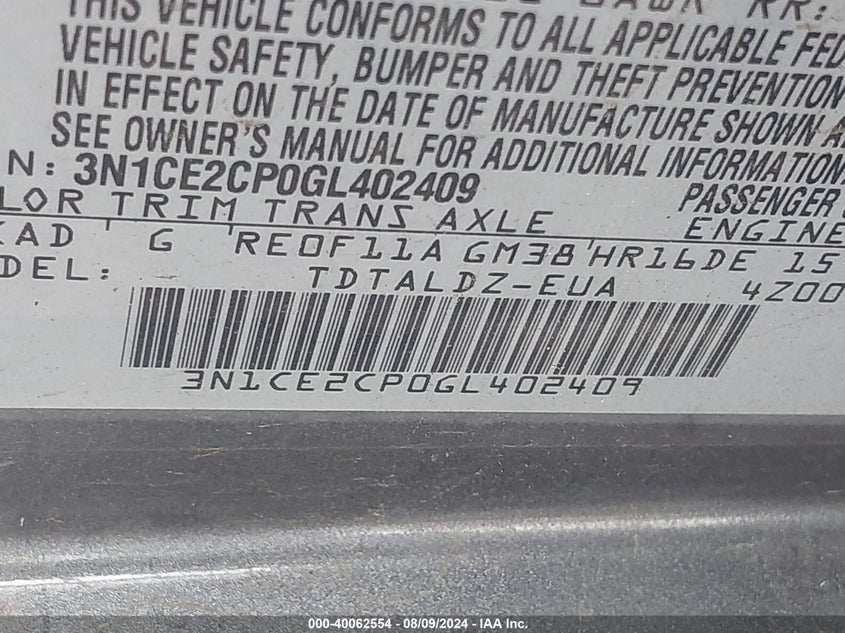 THIS VEHICLE CONFORMS TO ALL APPLICABLE FED
VEHICLE SAFETY, BUMPER AND THEFT PREVENTION
IN EFFECT ON THE DATE OF MANUFACTURE SHOWN A
SEE OWNER'S MANUAL FOR ADDITIONAL INFORMATION
N: 3N1CE2CP0GL402409 PASSENGER
LOR TRIM TRANS AXLE ENGINE
KAD G RE0F11A GM38 HR16DE 15
DEL: TDTALDZ-EUA 4Z00
3N1CE2CP0GL402409
000-40062554 - 08/09/2024 - IAA Inc.